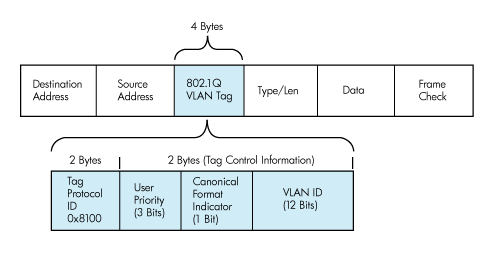 4 Bytes
Destination
Address
Source
Address
802.1Q
VLAN Tag
Type/Len
Data
Frame
Check
2 Bytes
2 Bytes (Tag Control Information)
Tag
Protocol
ID
0x8100
User
Priority
(3 Bits)
Canonical
Format
Indicator
(1 Bit)
VLAN ID
(12 Bits)